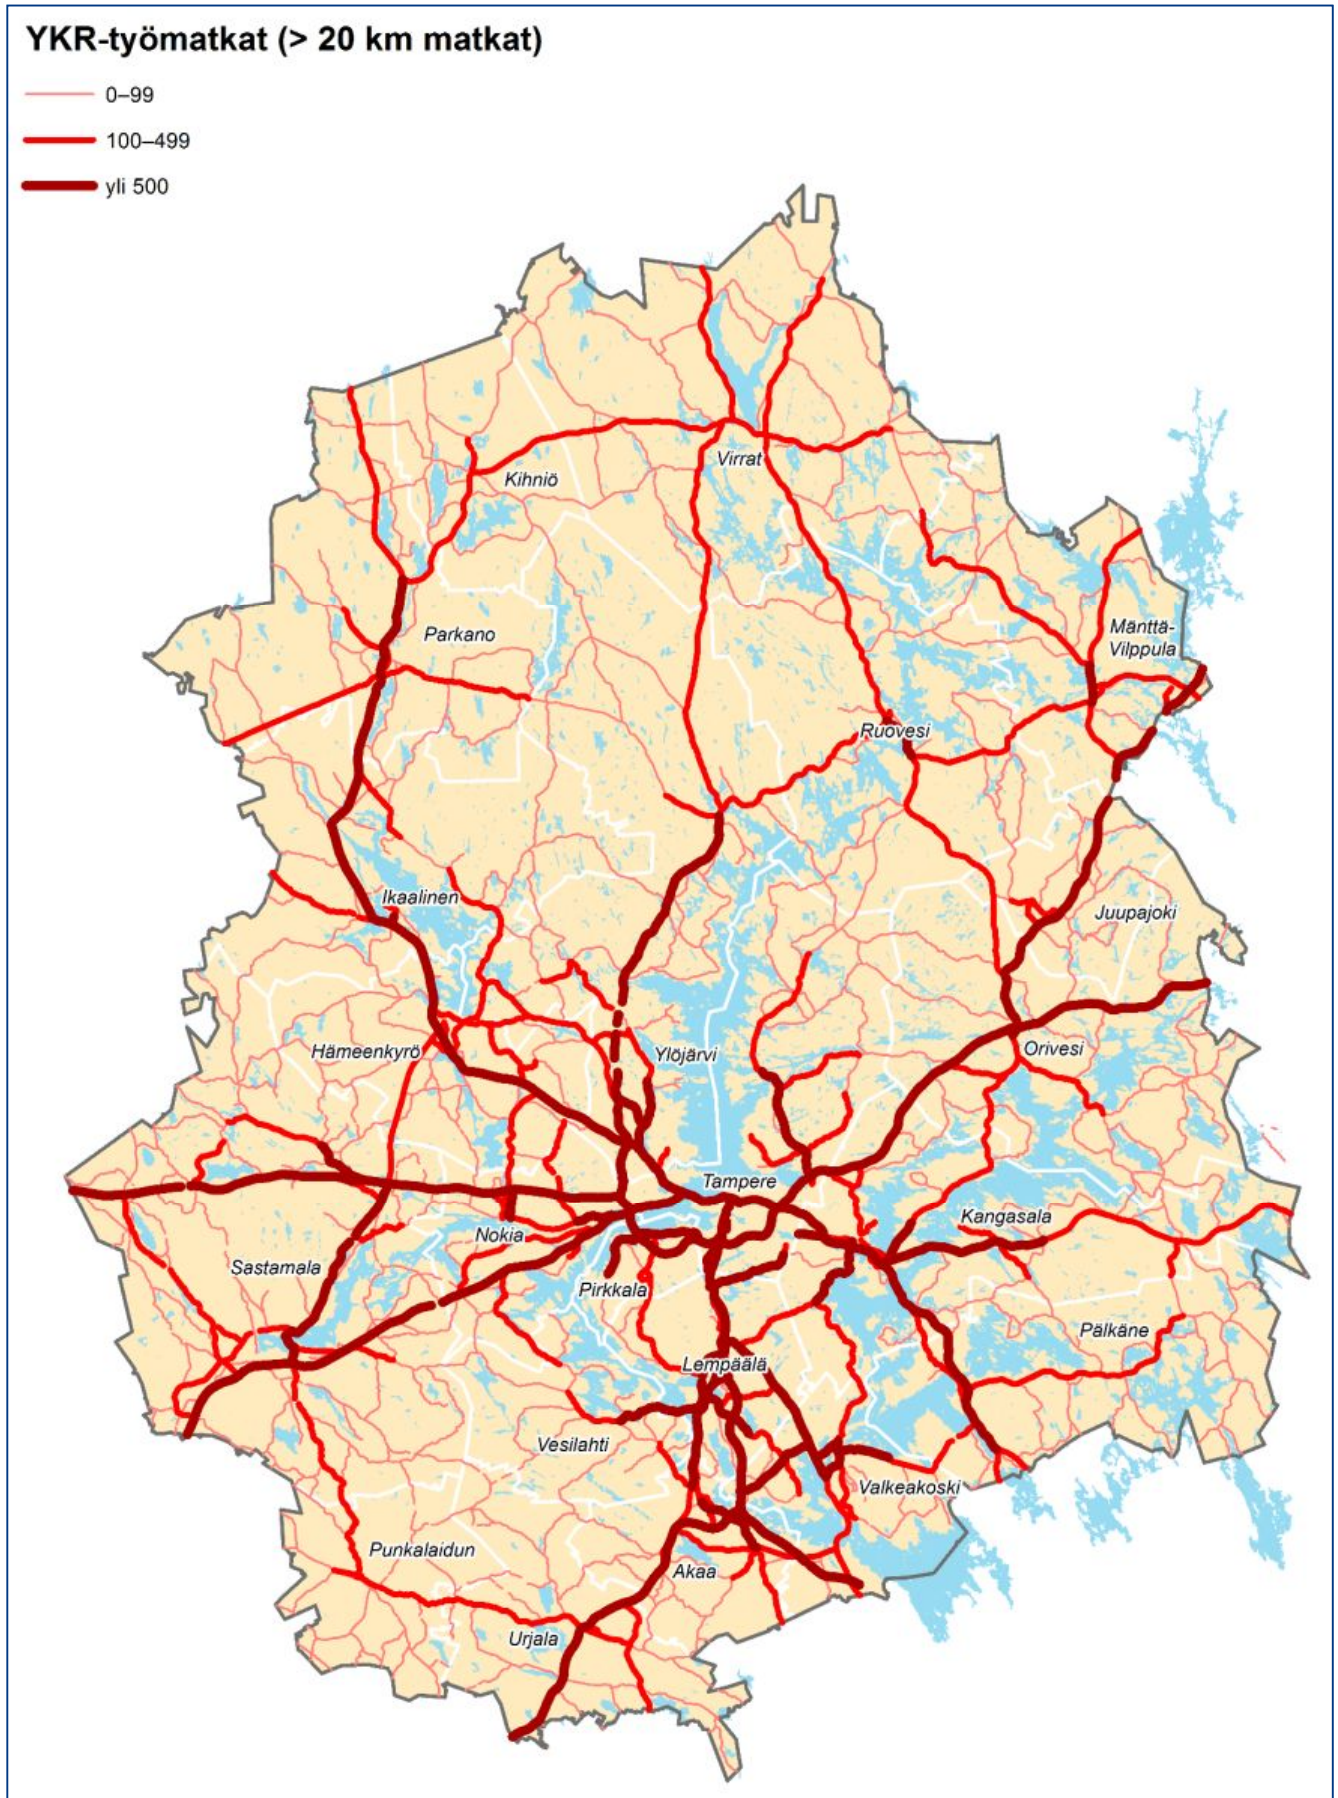 YKR-työmatkat (> 20 km matkat)
0–99
100–499
yli 500
Virrat
Kihniö
Mänttä-
Vilppula
Parkano
Ruovesi
Ikaalinen
Juupajoki
Hämeenkyrö
Ylöjärvi
Orivesi
Tampere
Kangasala
Nokia
Sastamala
Pirkkala
Pälkäne
Lempäälä
Vesilahti
Valkeakoski
Punkalaidun
Akaa
Urjala